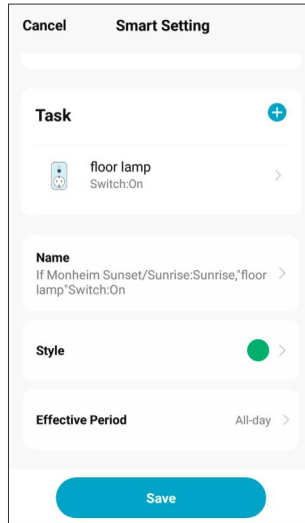 Cancel Smart Setting
Task
floor lamp
Switch:On
Name
If Monheim Sunset/Sunrise:Sunrise,"floor
lamp"Switch:On
Style
Effective Period All-day
Save